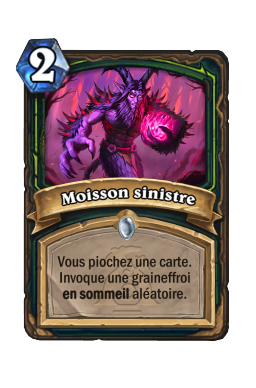 2
Moisson sinistre
Vous piochez une carte.
Invoque une graineffroi
en sommeil aléatoire.